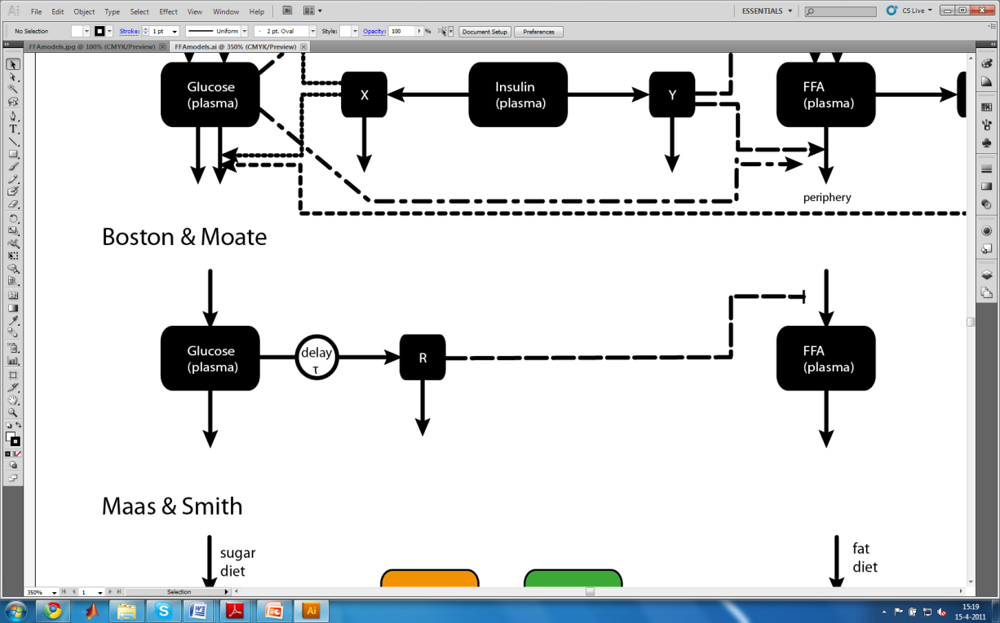 Ai File Edit Object Type Select Effect View Window Help Br ESSENTIALS CS Live
No Selection Stroke: 1 pt Uniform 2 pt. Oval Style: Opacity: 100 % Document Setup Preferences
FFAmodels.jpg @ 100% (CMYK/Preview) FFAmodels.ai @ 350% (CMYK/Preview)
Glucose
(plasma)
X
Insulin
(plasma)
Y
FFA
(plasma)
periphery
Boston & Moate
Glucose
(plasma)
delay
τ
R
FFA
(plasma)
Maas & Smith
sugar
diet
fat
diet
350% 1 Selection
Ai
15:19
15-4-2011